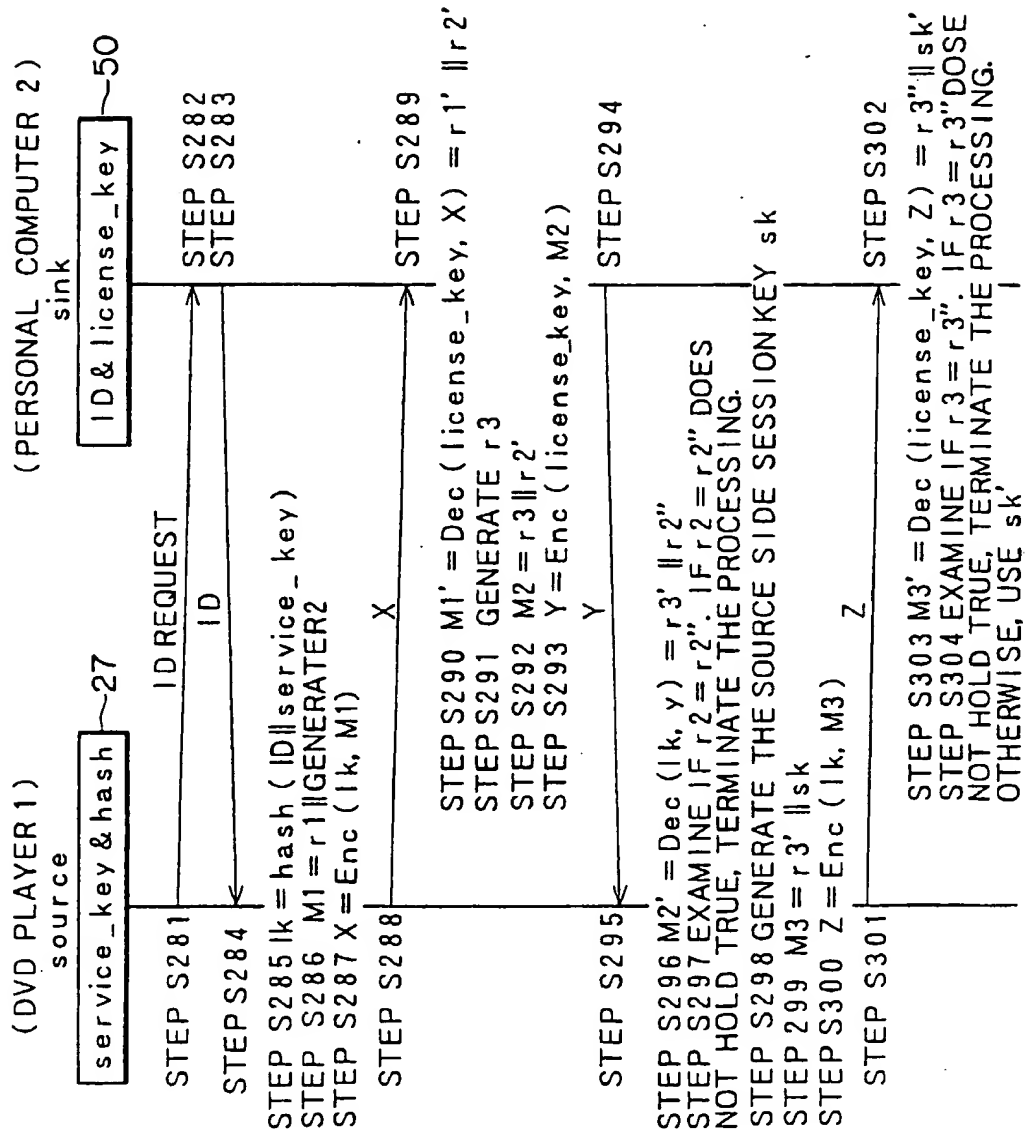 (DVD PLAYER1)
source
service_key&hash
27
(PERSONAL COMPUTER 2)
sink
ID&license_key
50
STEP S281
ID REQUEST
STEP S282
STEP S283
ID
STEP S284
STEP S285 lk=hash(ID||service_key)
STEP S286 M1=r1||GENERATER2
STEP S287 X=Enc(lk, M1)
STEP S288
X
STEP S289
STEP S290 M1'=Dec(license_key, X)=r1'||r2'
STEP S291 GENERATE r3
STEP S292 M2=r3||r2'
STEP S293 Y=Enc(license_key, M2)
STEP S294
Y
STEP S295
STEP S296 M2'=Dec(lk, y)=r3'||r2"
STEP S297 EXAMINE IF r2=r2". IF r2=r2" DOES
NOT HOLD TRUE, TERMINATE THE PROCESSING.
STEP S298 GENERATE THE SOURCE SIDE SESSION KEY sk
STEP 299 M3=r3'||sk
STEP S300 Z=Enc(lk, M3)
STEP S301
Z
STEP S302
STEP S303 M3'=Dec(license_key, Z)=r3"||sk'
STEP S304 EXAMINE IF r3=r3". IF r3=r3" DOSE
NOT HOLD TRUE, TERMINATE THE PROCESSING.
OTHERWISE, USE sk'